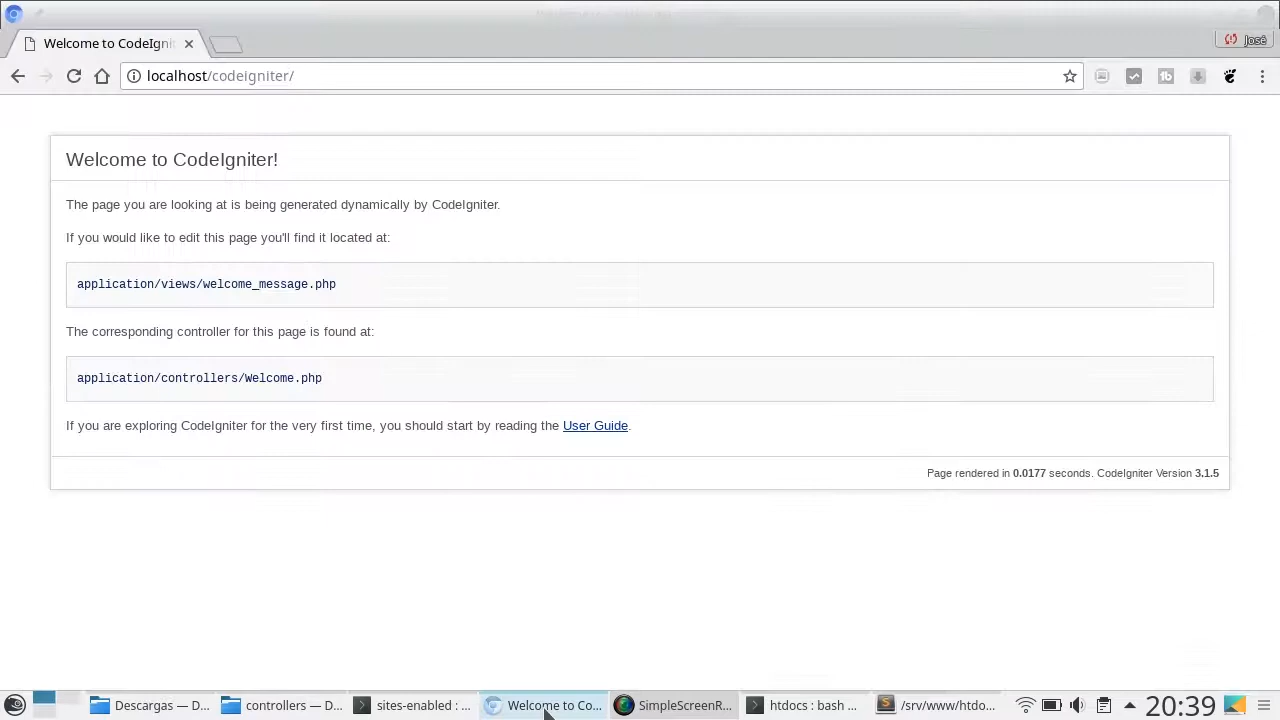 Welcome to CodeIgnit
José
localhost/codeigniter/
Welcome to CodeIgniter!
The page you are looking at is being generated dynamically by CodeIgniter.
If you would like to edit this page you'll find it located at:
application/views/welcome_message.php
The corresponding controller for this page is found at:
application/controllers/Welcome.php
If you are exploring CodeIgniter for the very first time, you should start by reading the User Guide.
Page rendered in 0.0177 seconds. CodeIgniter Version 3.1.5
Descargas — D... controllers — D... sites-enabled : ... Welcome to Co... SimpleScreenR... htdocs : bash ... /srv/www/htdo... 20:39